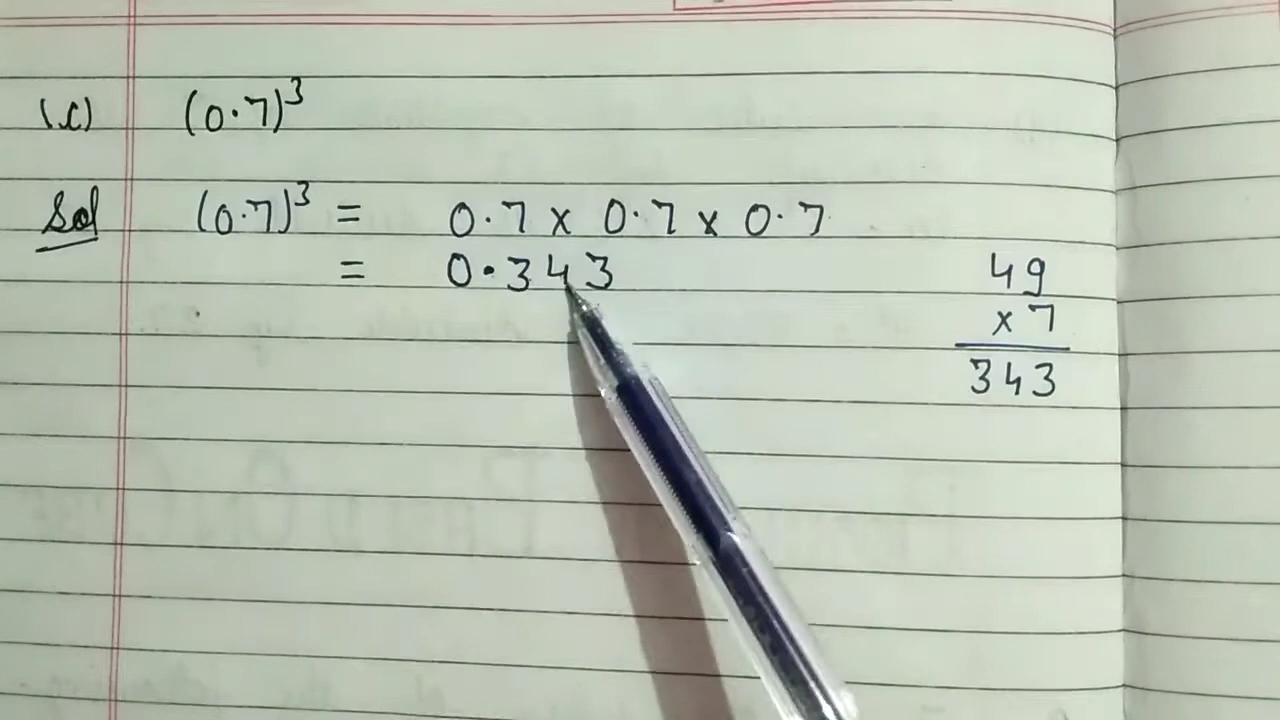 (c) (0.7)³
Sol (0.7)³ = 0.7 x 0.7 x 0.7
= 0.343
49
x 7
343